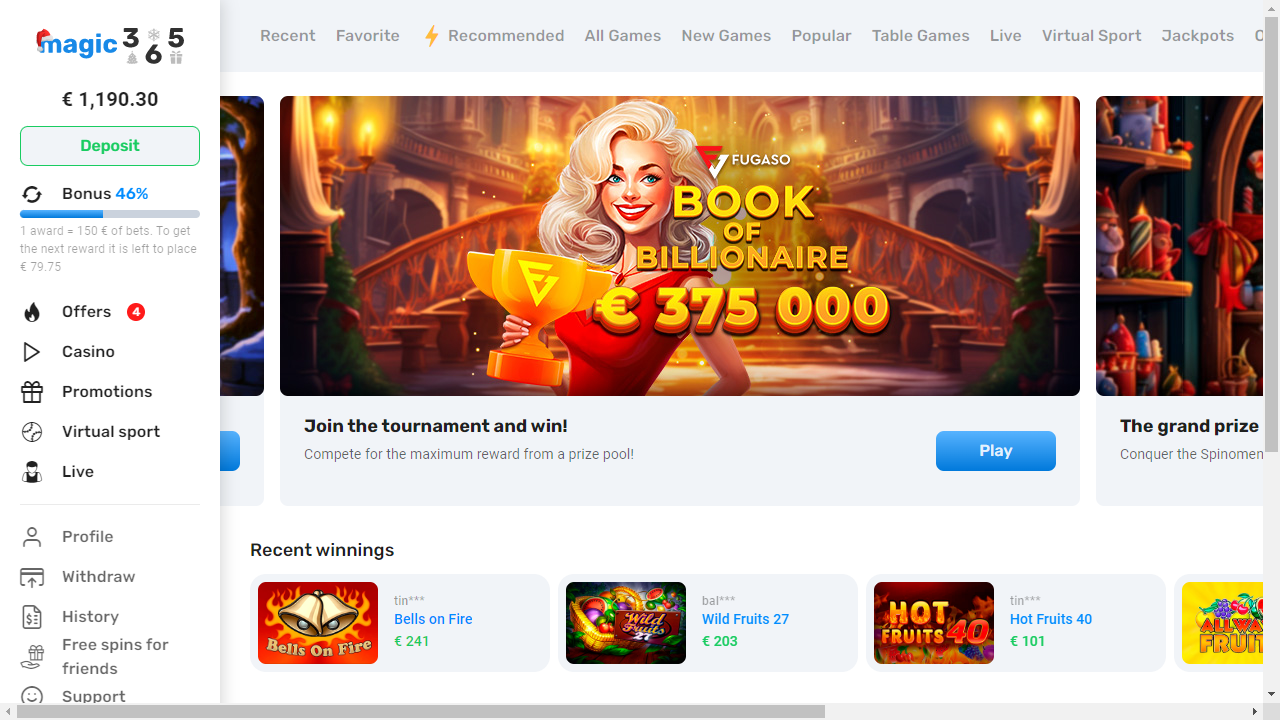 magic 365
€ 1,190.30
Deposit
Bonus 46%
1 award = 150 € of bets. To get
the next reward it is left to place
€ 79.75
Offers 4
Casino
Promotions
Virtual sport
Live
Profile
Withdraw
History
Free spins for
friends
Support
Recent Favorite Recommended All Games New Games Popular Table Games Live Virtual Sport Jackpots
FUGASO
BOOK
OF
BILLIONAIRE
€ 375 000
Join the tournament and win!
Compete for the maximum reward from a prize pool!
Play
The grand prize
Conquer the Spinomen
Recent winnings
Bells On Fire
tin***
Bells on Fire
€ 241
Wild
Fruits
27
bal***
Wild Fruits 27
€ 203
HOT
FRUITS 40
tin***
Hot Fruits 40
€ 101
ALLWA
FRUIT